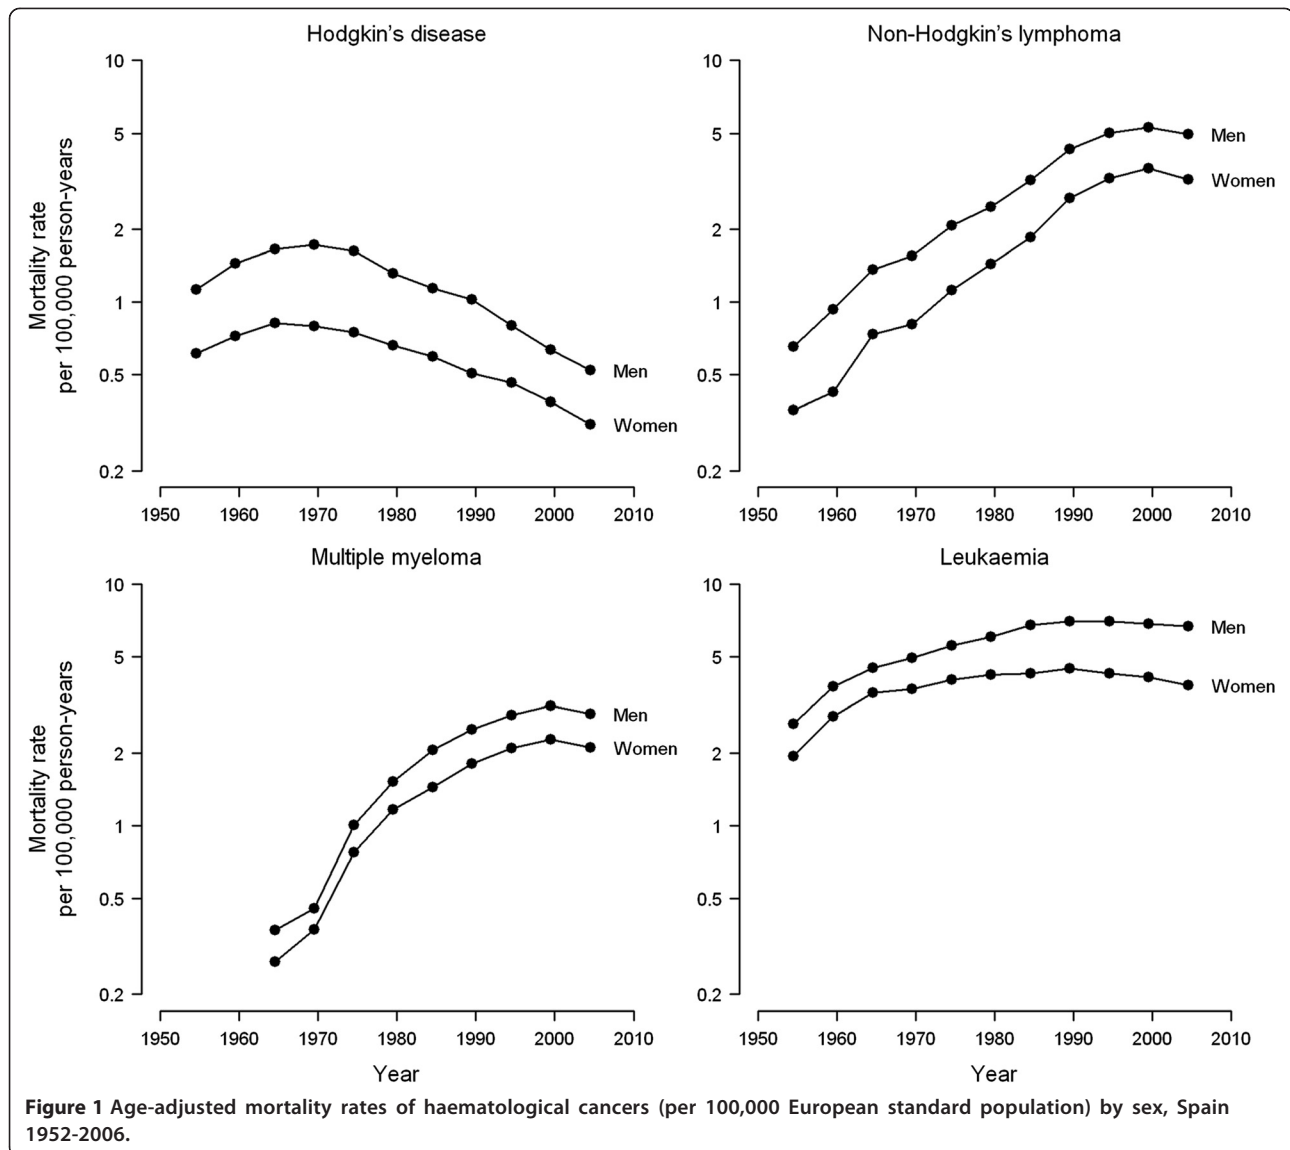 Hodgkin's disease
10
5
2
1
0.5
0.2
Mortality rate
per 100,000 person-years
Men
Women
1950 1960 1970 1980 1990 2000 2010
Non-Hodgkin's lymphoma
10
5
2
1
0.5
0.2
Men
Women
1950 1960 1970 1980 1990 2000 2010
Multiple myeloma
10
5
2
1
0.5
0.2
Mortality rate
per 100,000 person-years
Men
Women
1950 1960 1970 1980 1990 2000 2010
Year
Leukaemia
10
5
2
1
0.5
0.2
Men
Women
1950 1960 1970 1980 1990 2000 2010
Year
Figure 1 Age-adjusted mortality rates of haematological cancers (per 100,000 European standard population) by sex, Spain
1952-2006.